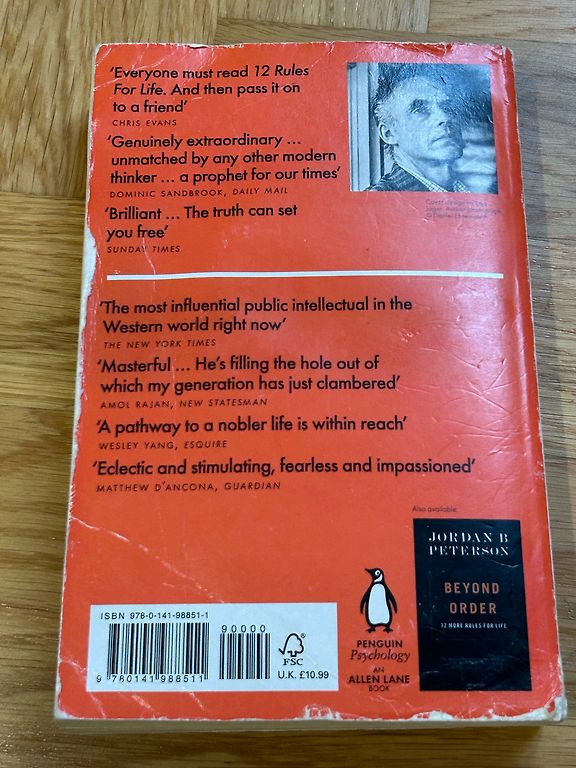 'Everyone must read 12 Rules
For Life. And then pass it on
to a friend'
CHRIS EVANS
'Genuinely extraordinary ...
unmatched by any other modern
thinker ... a prophet for our times'
DOMINIC SANDBROOK, DAILY MAIL
'Brilliant ... The truth can set
you free'
SUNDAY TIMES
Cover design by
'The most influential public intellectual in the
Western world right now'
THE NEW YORK TIMES
'Masterful ... He's filling the hole out of
which my generation has just clambered'
AMOL RAJAN, NEW STATESMAN
'A pathway to a nobler life is within reach'
WESLEY YANG, ESQUIRE
'Eclectic and stimulating, fearless and impassioned'
MATTHEW D'ANCONA, GUARDIAN
Also available
JORDAN B
PETERSON
BEYOND
ORDER
12 MORE RULES FOR LIFE
ISBN 978-0-141-98851-1
90000
9 780141 988511
FSC
U.K. £10.99
PENGUIN
Psychology
AN
ALLEN LANE
BOOK